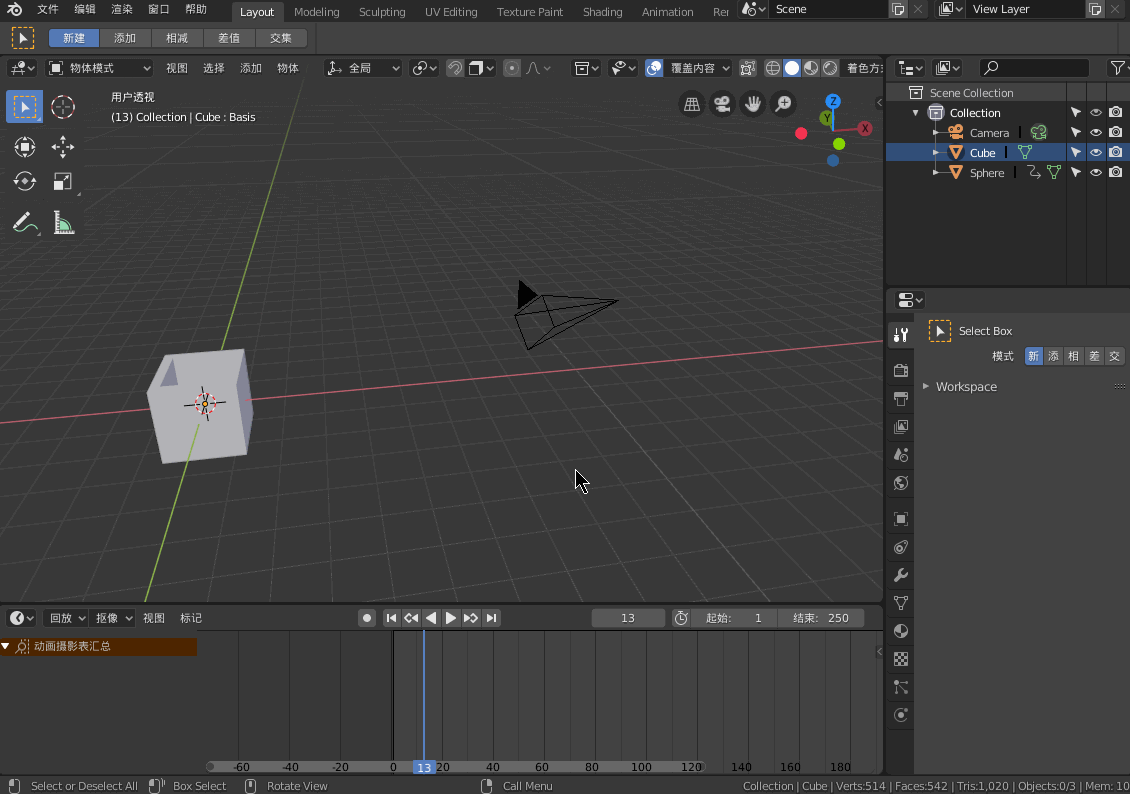 文件 编辑 渲染 窗口 帮助 Layout Modeling Sculpting UV Editing Texture Paint Shading Animation Re Scene View Layer
新建 添加 相减 差值 交集
物体模式 视图 选择 添加 物体 全局 覆盖内容 着色方
用户透视
(13) Collection | Cube : Basis
Z
Y
X
Scene Collection
Collection
Camera
Cube
Sphere
Select Box
模式 新 添 相 差 交
Workspace
回放 抠像 视图 标记 13 起始: 1 结束: 250
动画摄影表汇总
-60 -40 -20 0 13 20 40 60 80 100 120 140 160 180
Select or Deselect All Box Select Rotate View Call Menu Collection | Cube | Verts:514 | Faces:542 | Tris:1,020 | Objects:0/3 | Mem: 10